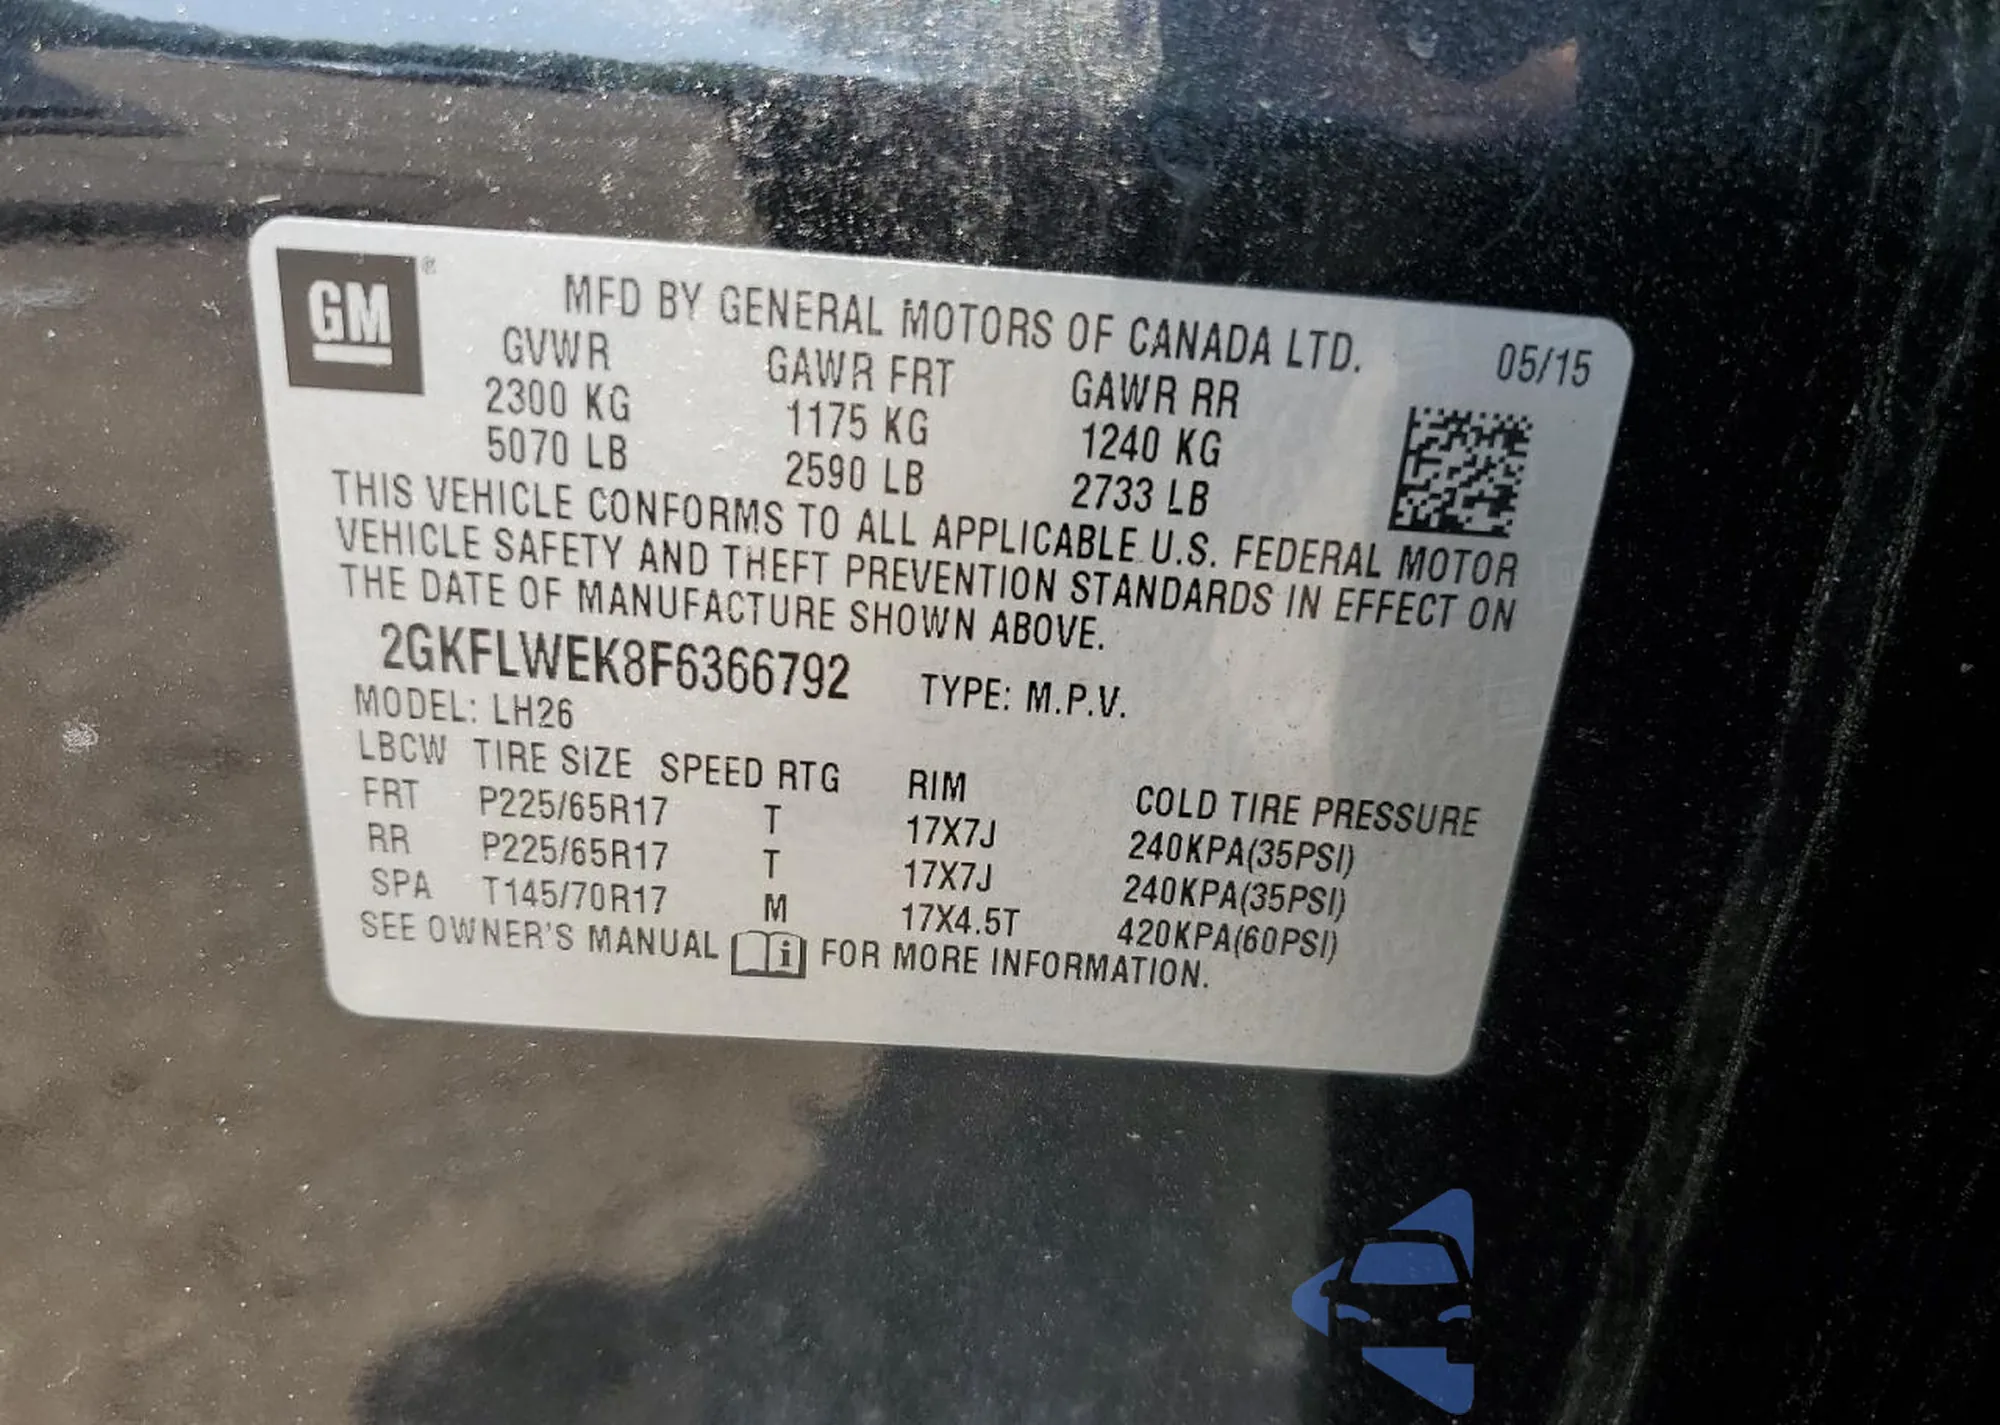 GM ®
MFD BY GENERAL MOTORS OF CANADA LTD.
05/15
GVWR GAWR FRT GAWR RR
2300 KG 1175 KG 1240 KG
5070 LB 2590 LB 2733 LB
THIS VEHICLE CONFORMS TO ALL APPLICABLE U.S. FEDERAL MOTOR
VEHICLE SAFETY AND THEFT PREVENTION STANDARDS IN EFFECT ON
THE DATE OF MANUFACTURE SHOWN ABOVE.
2GKFLWEK8F6366792 TYPE: M.P.V.
MODEL: LH26
LBCW TIRE SIZE SPEED RTG RIM COLD TIRE PRESSURE
FRT P225/65R17 T 17X7J 240KPA(35PSI)
RR P225/65R17 T 17X7J 240KPA(35PSI)
SPA T145/70R17 M 17X4.5T 420KPA(60PSI)
SEE OWNER'S MANUAL i FOR MORE INFORMATION.